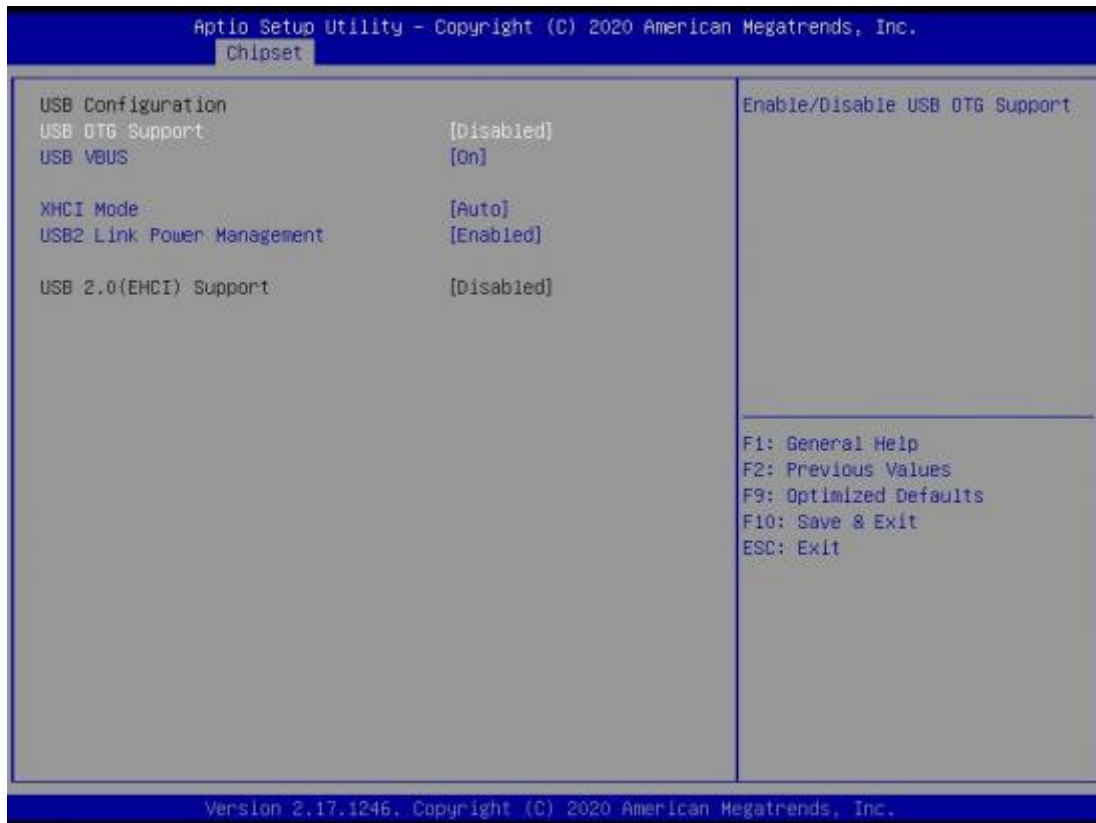 Aptio Setup Utility – Copyright (C) 2020 American Megatrends, Inc.
Chipset
USB Configuration
USB OTG Support [Disabled]
USB VBUS [On]
XHCI Mode [Auto]
USB2 Link Power Management [Enabled]
USB 2.0(EHCI) Support [Disabled]
Enable/Disable USB OTG Support
F1: General Help
F2: Previous Values
F9: Optimized Defaults
F10: Save & Exit
ESC: Exit
Version 2.17.1246. Copyright (C) 2020 American Megatrends, Inc.